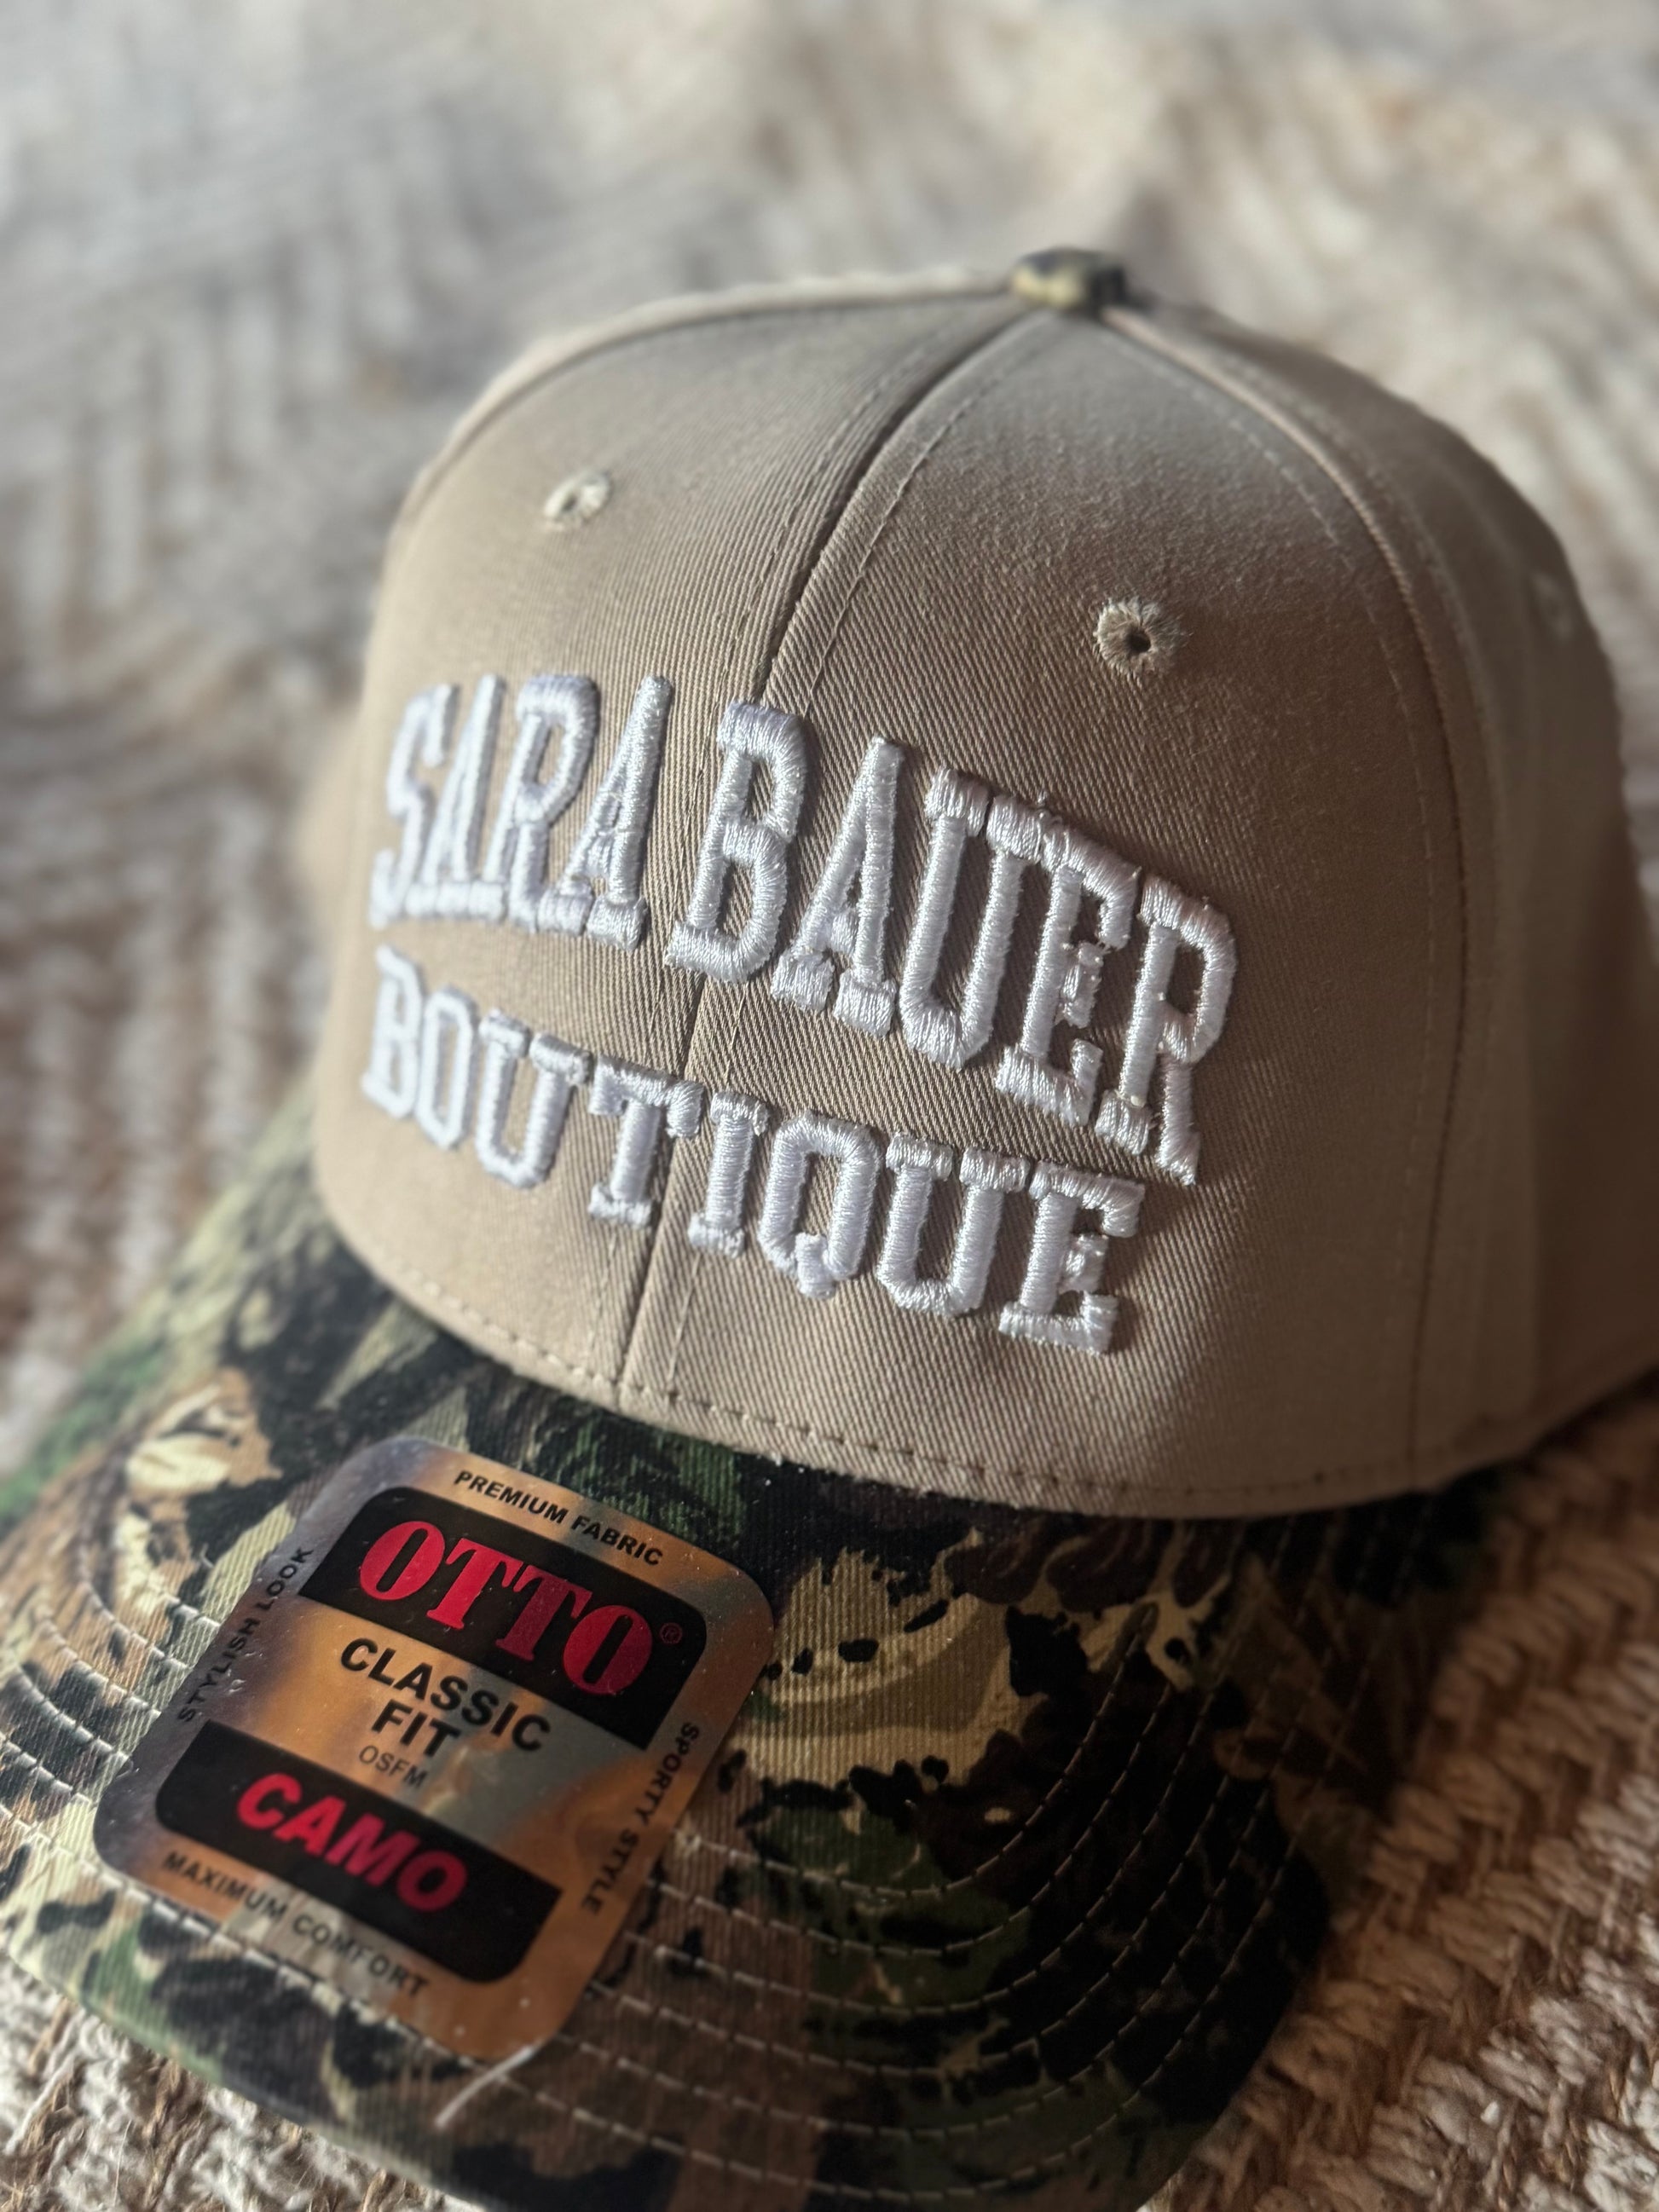 SARA BAUER
BOUTIQUE
PREMIUM FABRIC
OTTO®
STYLISH LOOK
CLASSIC
FIT
OSFM
SPORTY STYLE
CAMO
MAXIMUM COMFORT